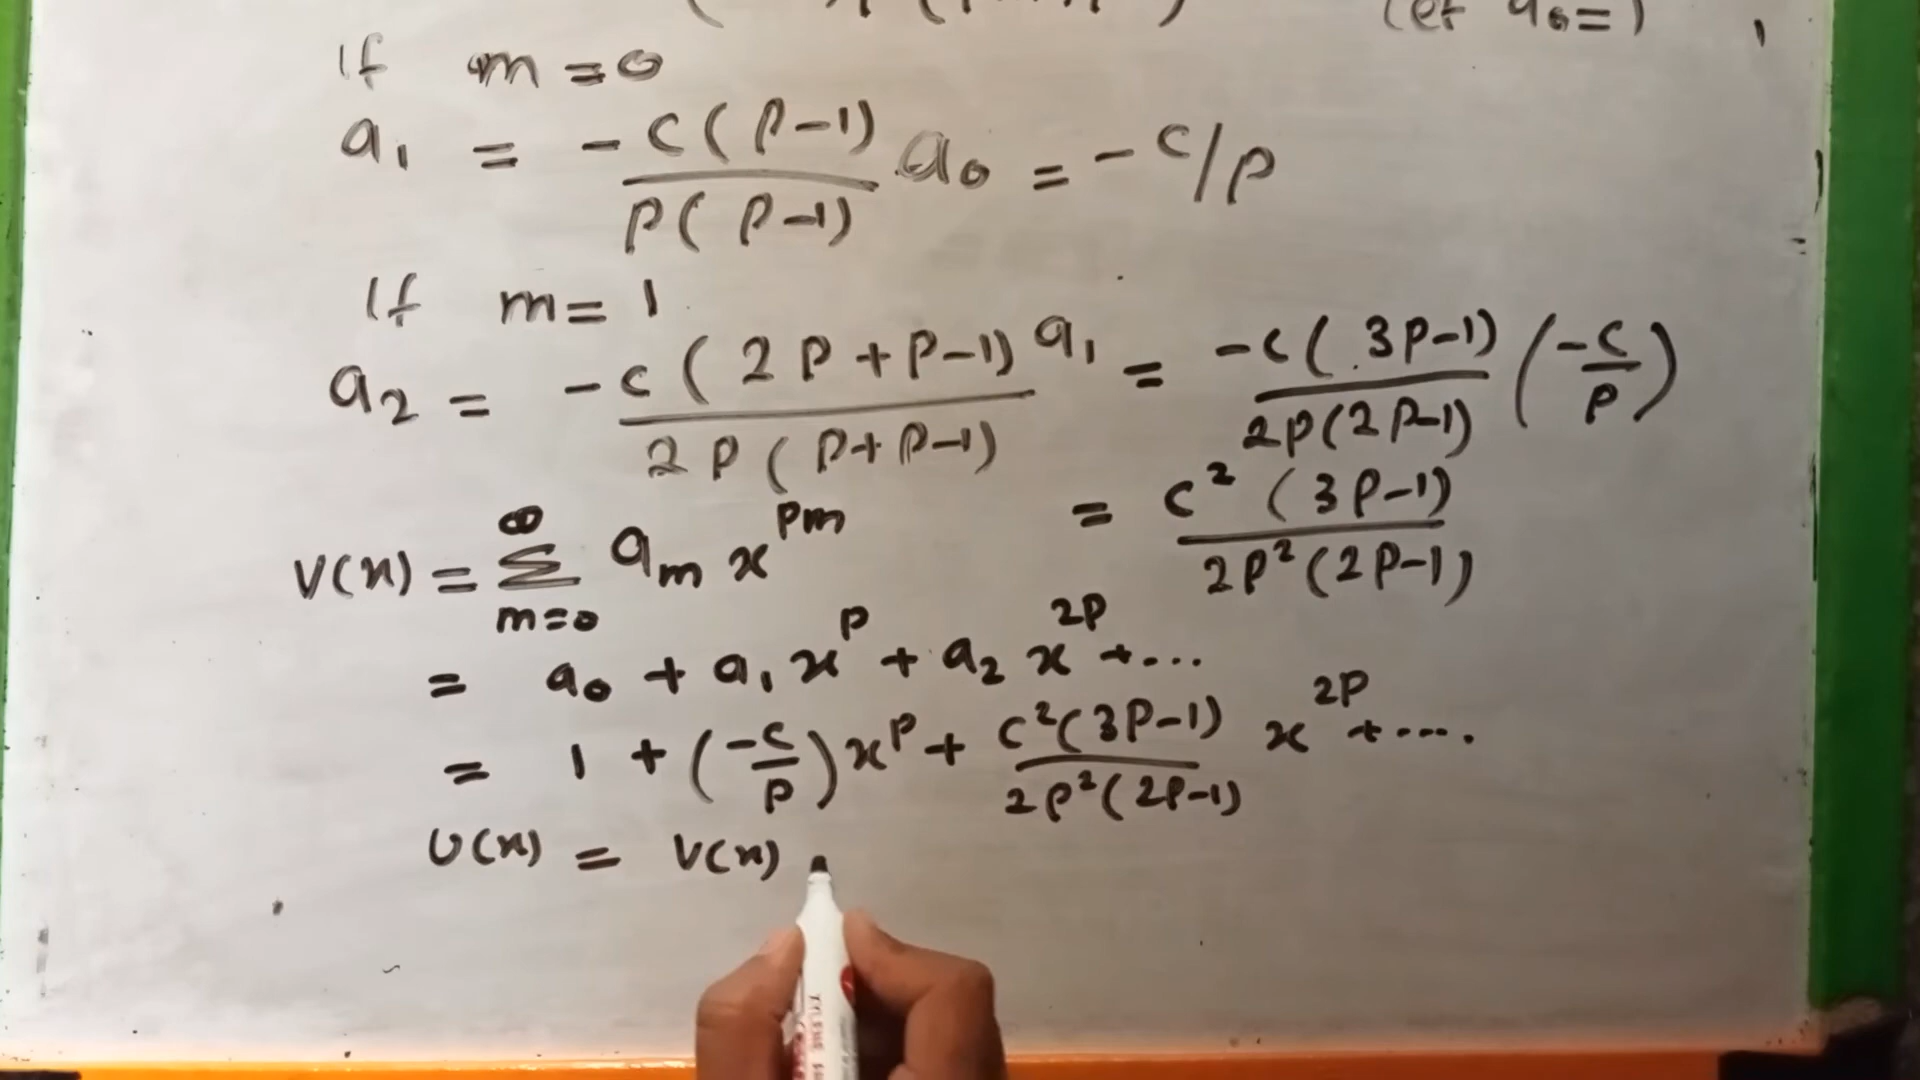 (let a₀=1
If m=0
a₁ = -c(p-1)/p(p-1) a₀ = -c/p
If m=1
a₂ = -c(2p+p-1)/2p(p+p-1) a₁ = -c(3p-1)/2p(2p-1) (-c/p)
= c²(3p-1)/2p²(2p-1)
v(x) = ∑_{m=0}^{∞} aₘ x^{pm}
= a₀ + a₁x^p + a₂x^{2p} + ...
= 1 + (-c/p)x^p + c²(3p-1)/2p²(2p-1) x^{2p} + ....
U(x) = v(x)